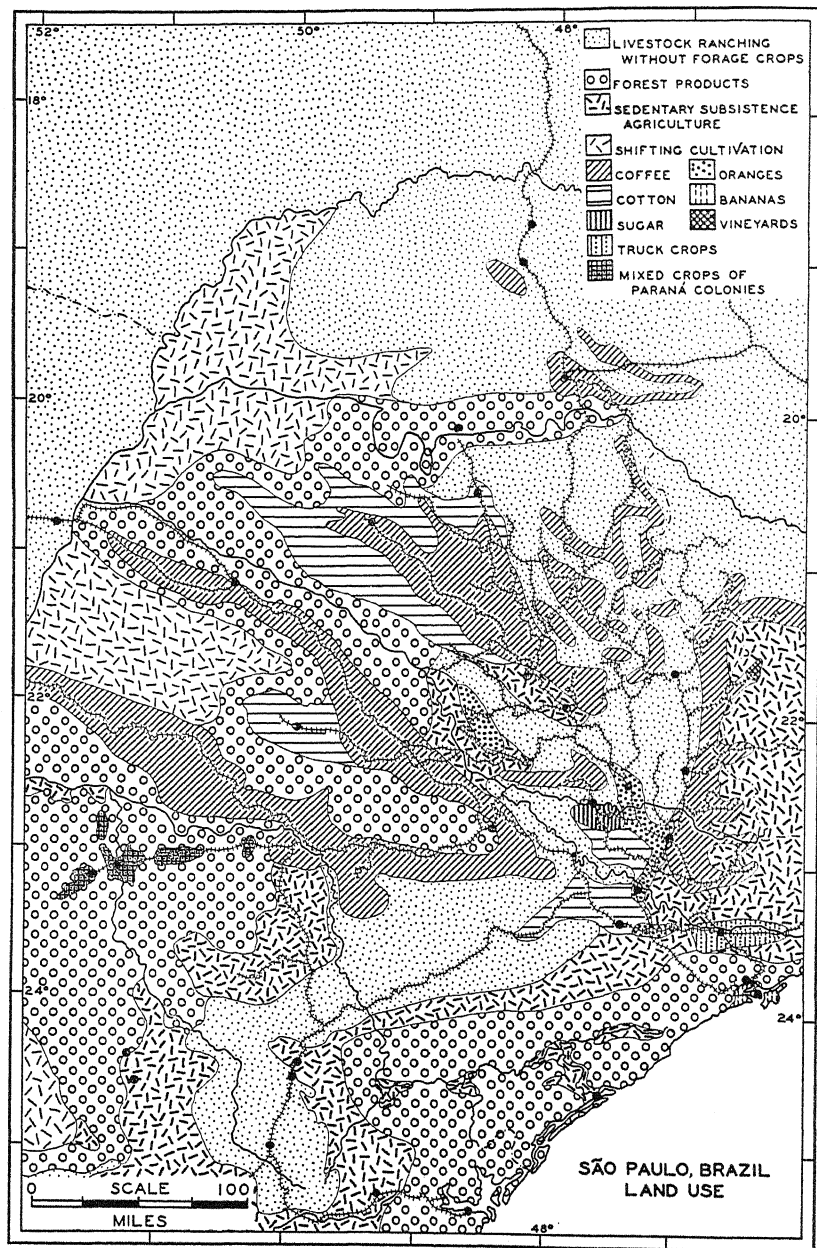 52°
50°
46°
18°
LIVESTOCK RANCHING
WITHOUT FORAGE CROPS
FOREST PRODUCTS
SEDENTARY SUBSISTENCE
AGRICULTURE
SHIFTING CULTIVATION
COFFEE
ORANGES
COTTON
BANANAS
SUGAR
VINEYARDS
TRUCK CROPS
MIXED CROPS OF
PARANÁ COLONIES
20°
20°
22°
22°
24°
24°
SÃO PAULO, BRAZIL
LAND USE
0 SCALE 100
MILES
48°